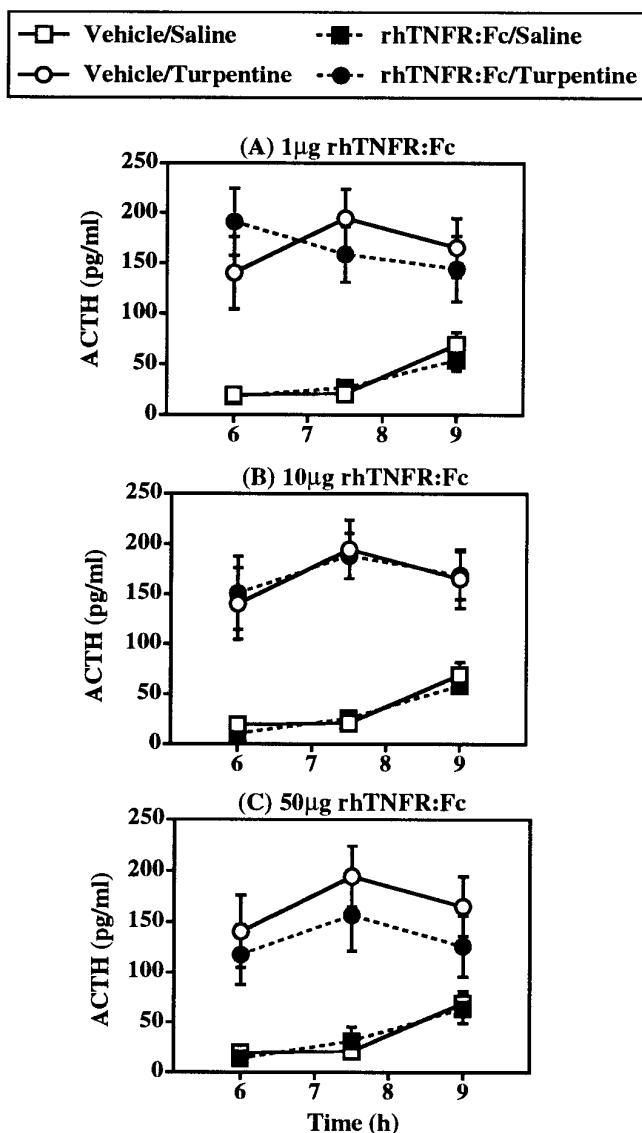 Vehicle/Saline rhTNFR:Fc/Saline
Vehicle/Turpentine rhTNFR:Fc/Turpentine
(A) 1µg rhTNFR:Fc
250
200
150
100
50
0
ACTH (pg/ml)
6 7 8 9
(B) 10µg rhTNFR:Fc
250
200
150
100
50
0
ACTH (pg/ml)
6 7 8 9
(C) 50µg rhTNFR:Fc
250
200
150
100
50
0
ACTH (pg/ml)
6 7 8 9
Time (h)